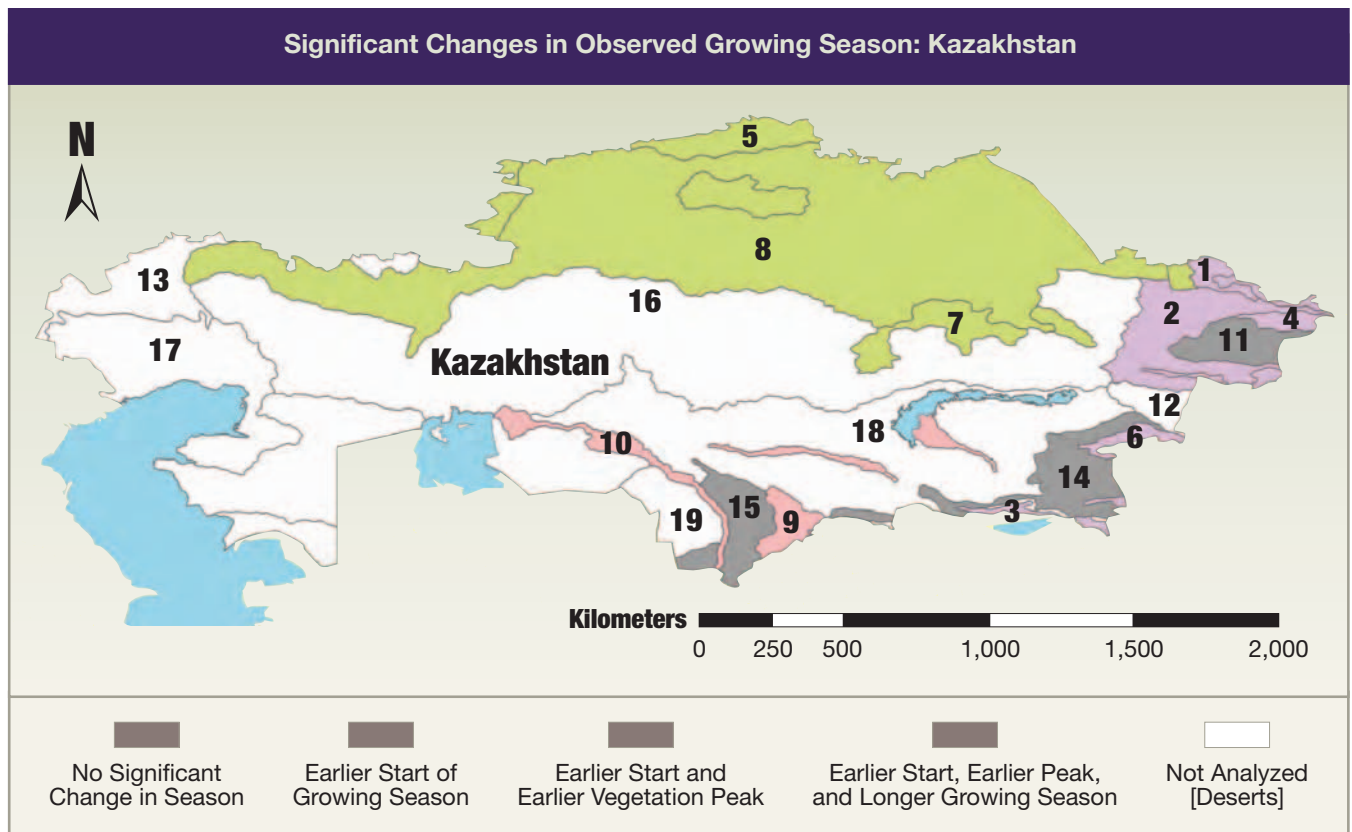 Significant Changes in Observed Growing Season: Kazakhstan
N
5
8
1
13
2
16
4
7
11
17
Kazakhstan
12
18
6
10
14
15
3
19
9
Kilometers
0 250 500 1,000 1,500 2,000
No Significant
Change in Season
Earlier Start of
Growing Season
Earlier Start and
Earlier Vegetation Peak
Earlier Start, Earlier Peak,
and Longer Growing Season
Not Analyzed
[Deserts]